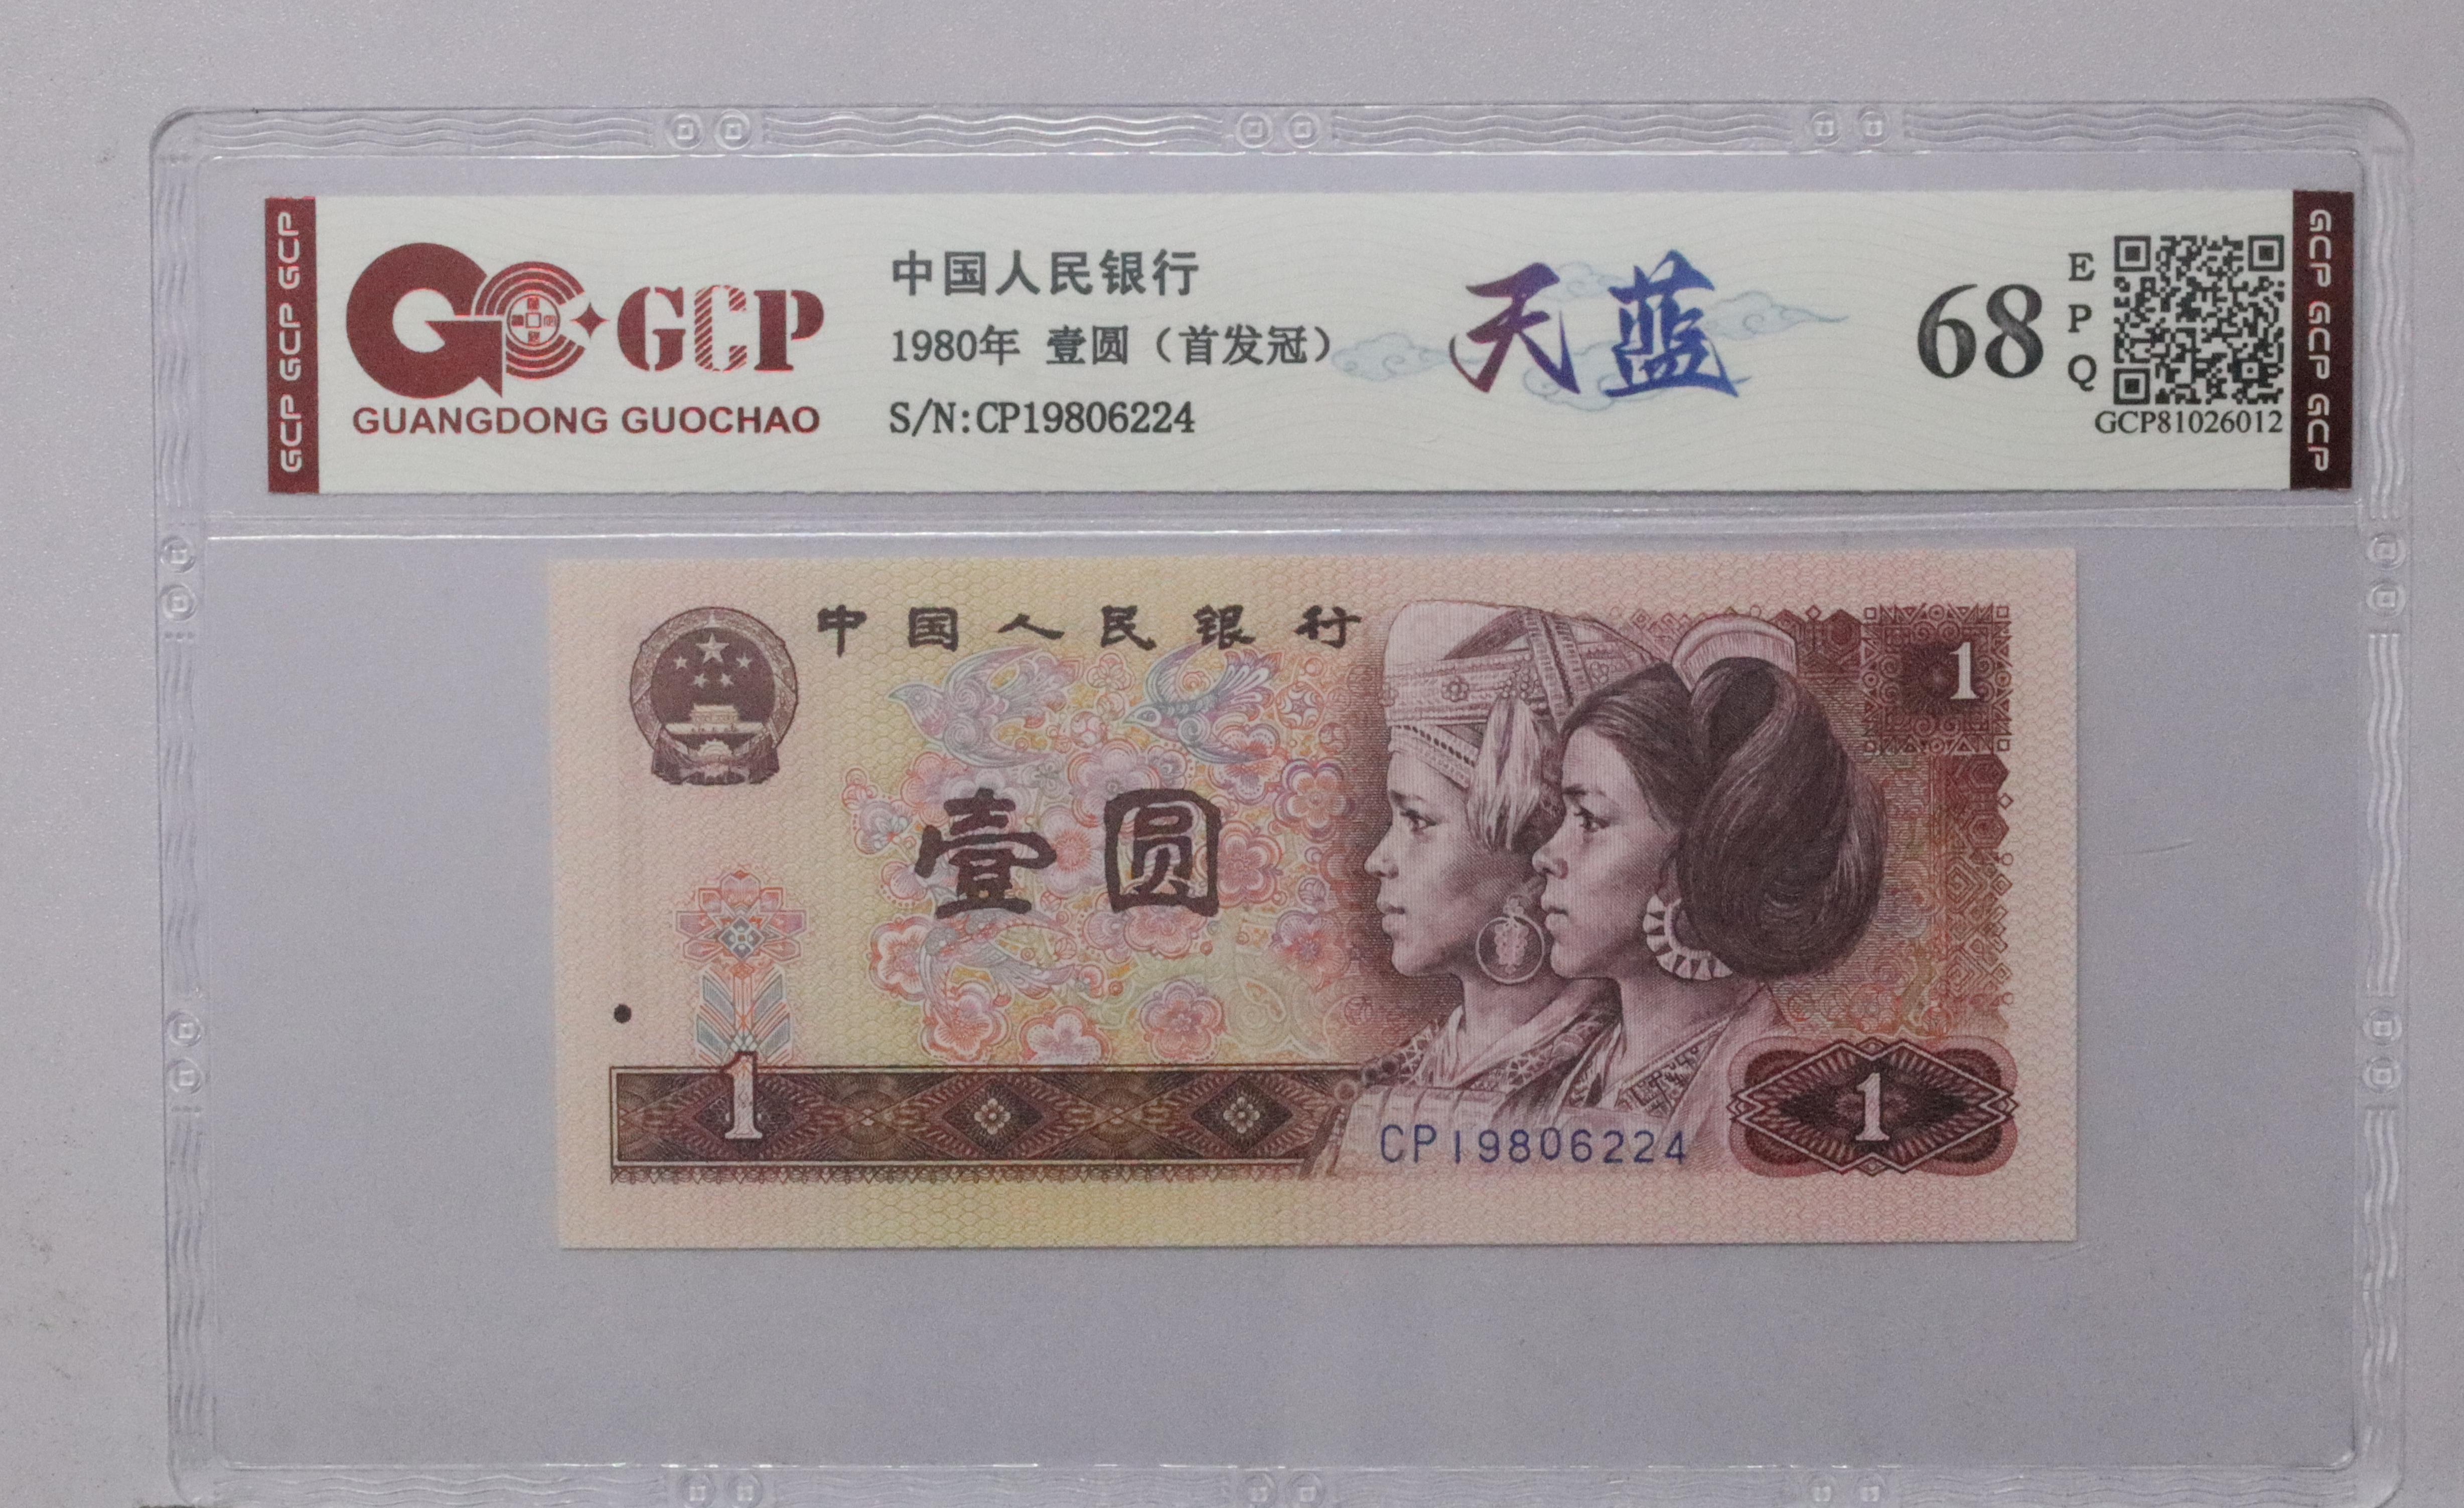 GCP GCP GCP
GCP
GUANGDONG GUOCHAO
中国人民银行
1980年 壹圆（首发冠）
S/N:CP19806224
天蓝
68
EPQ
GCP81026012
GCP GCP GCP
中国人民银行
1
壹圆
1
CP19806224
1